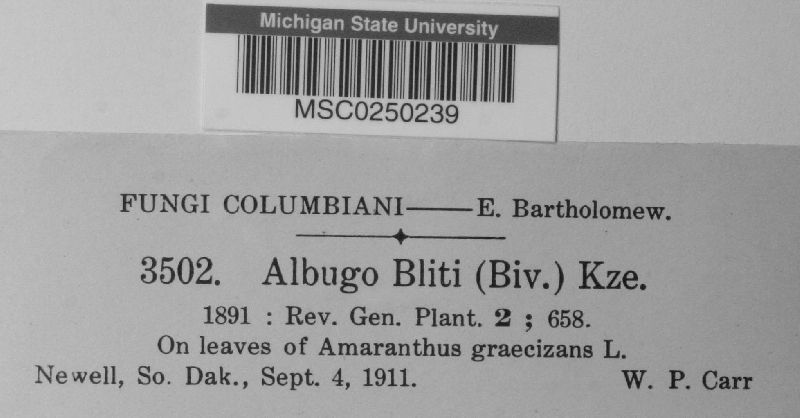 Michigan State University
MSC0250239
FUNGI COLUMBIANI——E. Bartholomew.
3502. Albugo Bliti (Biv.) Kze.
1891 : Rev. Gen. Plant. 2 ; 658.
On leaves of Amaranthus graecizans L.
Newell, So. Dak., Sept. 4, 1911. W. P. Carr